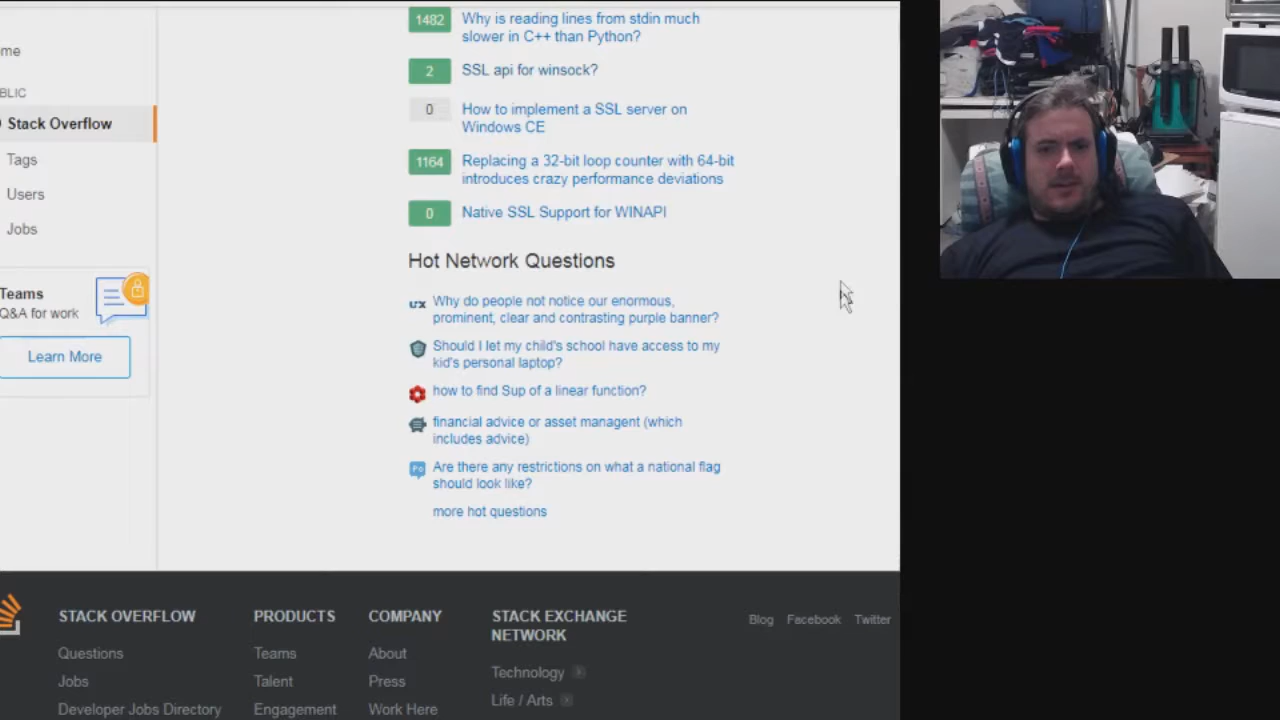 me
BLIC
Stack Overflow
Tags
Users
Jobs
Teams
Q&A for work
Learn More
1482
Why is reading lines from stdin much
slower in C++ than Python?
2
SSL api for winsock?
0
How to implement a SSL server on
Windows CE
1164
Replacing a 32-bit loop counter with 64-bit
introduces crazy performance deviations
0
Native SSL Support for WINAPI
Hot Network Questions
ux
Why do people not notice our enormous,
prominent, clear and contrasting purple banner?
Should I let my child's school have access to my
kid's personal laptop?
how to find Sup of a linear function?
financial advice or asset managent (which
includes advice)
Po
Are there any restrictions on what a national flag
should look like?
more hot questions
STACK OVERFLOW
Questions
Jobs
Developer Jobs Directory
PRODUCTS
Teams
Talent
Engagement
COMPANY
About
Press
Work Here
STACK EXCHANGE
NETWORK
Technology
Life / Arts
Blog Facebook Twitter